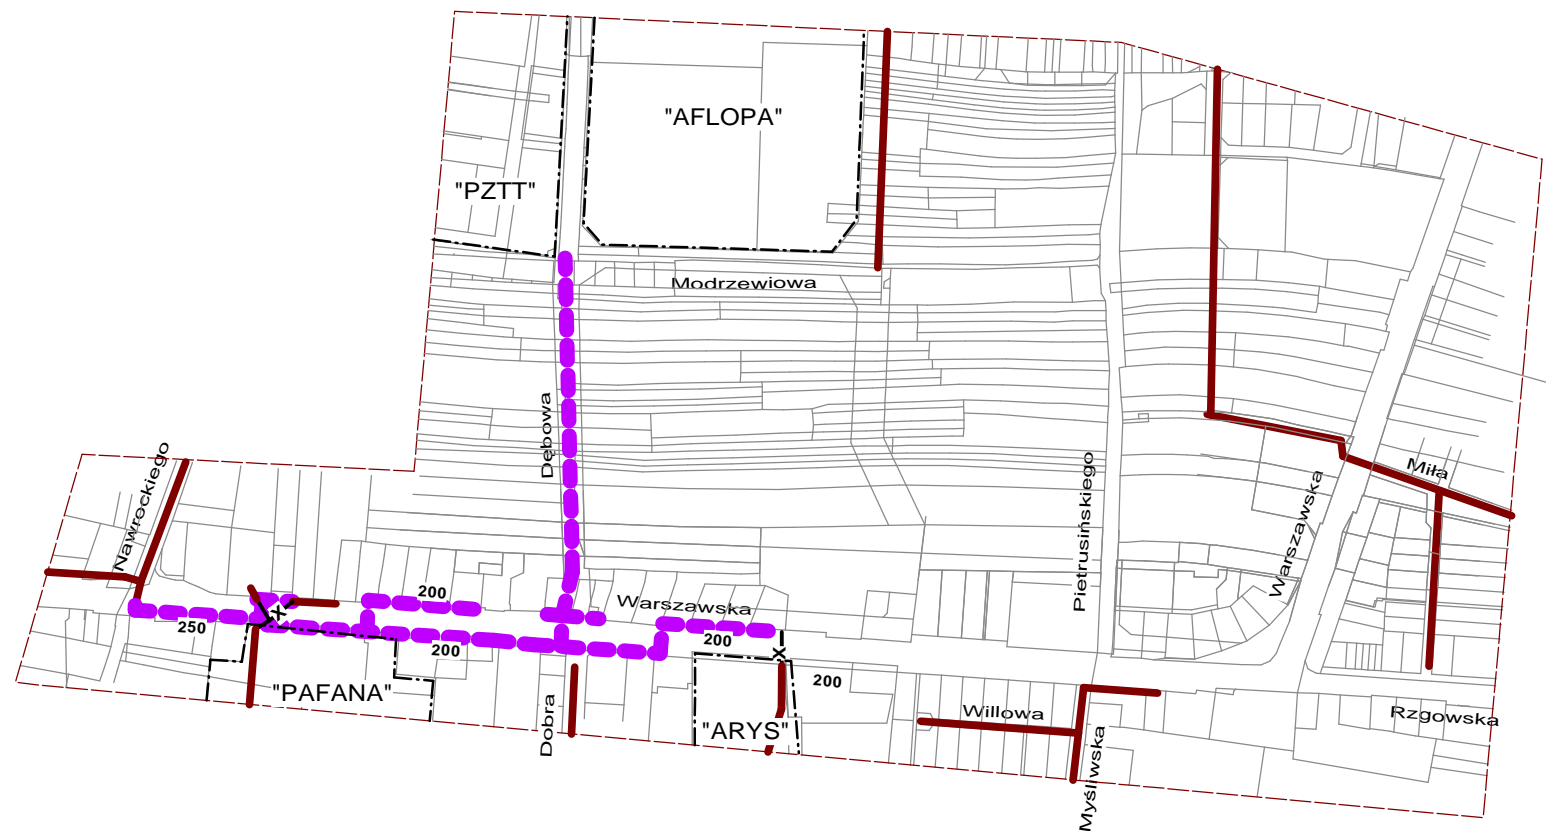 "AFLOPA"
"PZTT"
Modrzewiowa
Dębowa
Nawrockiego
Pietrusińskiego
Warszawska
Miła
200
Warszawska
250
X
200
200
X
200
"PAFANA"
Dobra
"ARYS"
Willowa
Myśliwska
Rzgowska